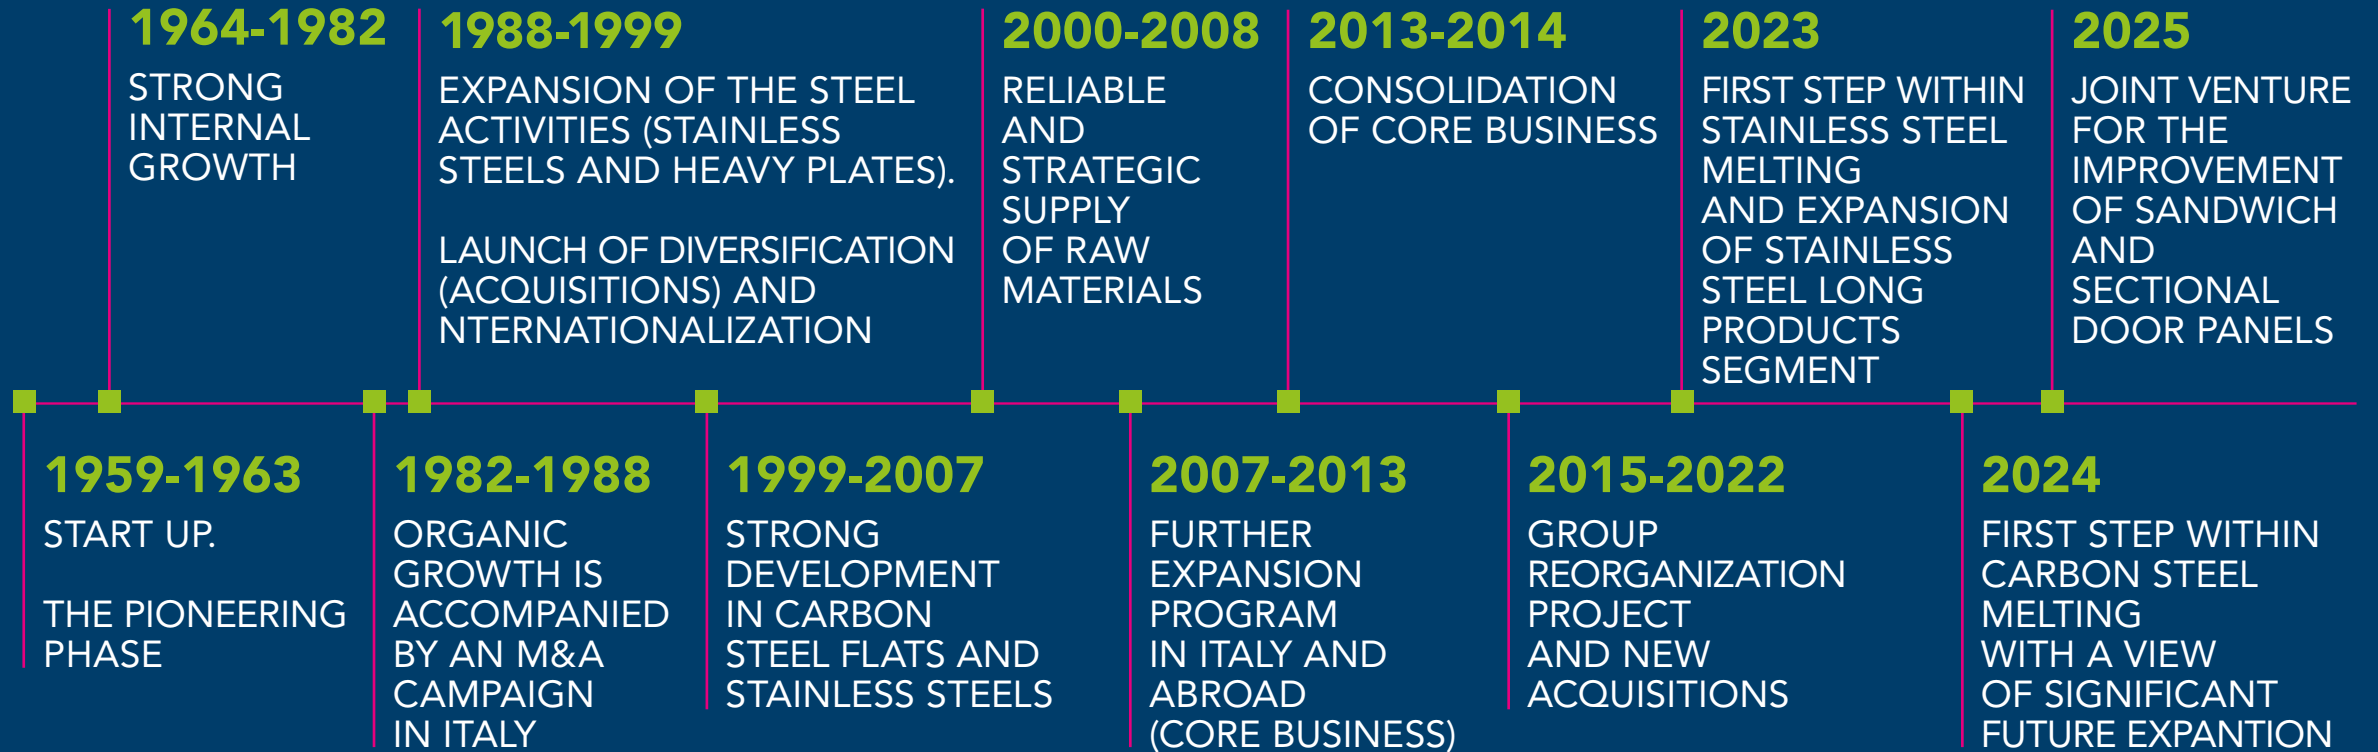 1964-1982
STRONG
INTERNAL
GROWTH
1988-1999
EXPANSION OF THE STEEL
ACTIVITIES (STAINLESS
STEELS AND HEAVY PLATES).
LAUNCH OF DIVERSIFICATION
(ACQUISITIONS) AND
NTERNATIONALIZATION
2000-2008
RELIABLE
AND
STRATEGIC
SUPPLY
OF RAW
MATERIALS
2013-2014
CONSOLIDATION
OF CORE BUSINESS
2023
FIRST STEP WITHIN
STAINLESS STEEL
MELTING
AND EXPANSION
OF STAINLESS
STEEL LONG
PRODUCTS
SEGMENT
2025
JOINT VENTURE
FOR THE
IMPROVEMENT
OF SANDWICH
AND
SECTIONAL
DOOR PANELS
1959-1963
START UP.
THE PIONEERING
PHASE
1982-1988
ORGANIC
GROWTH IS
ACCOMPANIED
BY AN M&A
CAMPAIGN
IN ITALY
1999-2007
STRONG
DEVELOPMENT
IN CARBON
STEEL FLATS AND
STAINLESS STEELS
2007-2013
FURTHER
EXPANSION
PROGRAM
IN ITALY AND
ABROAD
(CORE BUSINESS)
2015-2022
GROUP
REORGANIZATION
PROJECT
AND NEW
ACQUISITIONS
2024
FIRST STEP WITHIN
CARBON STEEL
MELTING
WITH A VIEW
OF SIGNIFICANT
FUTURE EXPANTION